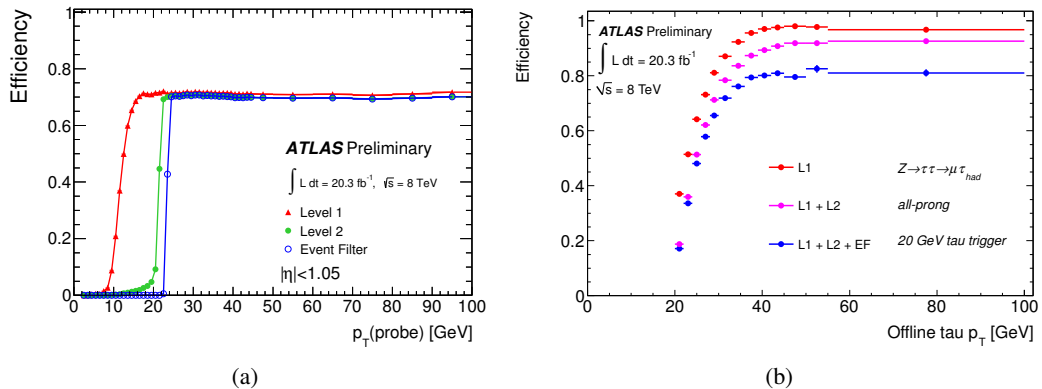 Efficiency
1
0.8
0.6
0.4
0.2
0
ATLAS Preliminary
∫ L dt = 20.3 fb⁻¹, √s = 8 TeV
Level 1
Level 2
Event Filter
|η|<1.05
0 10 20 30 40 50 60 70 80 90 100
p_T(probe) [GeV]
(a)
Efficiency
1
0.8
0.6
0.4
0.2
ATLAS Preliminary
∫ L dt = 20.3 fb⁻¹
√s = 8 TeV
L1 Z→ττ→μτ_had
L1 + L2 all-prong
L1 + L2 + EF 20 GeV tau trigger
0 20 40 60 80 100
Offline tau p_T [GeV]
(b)